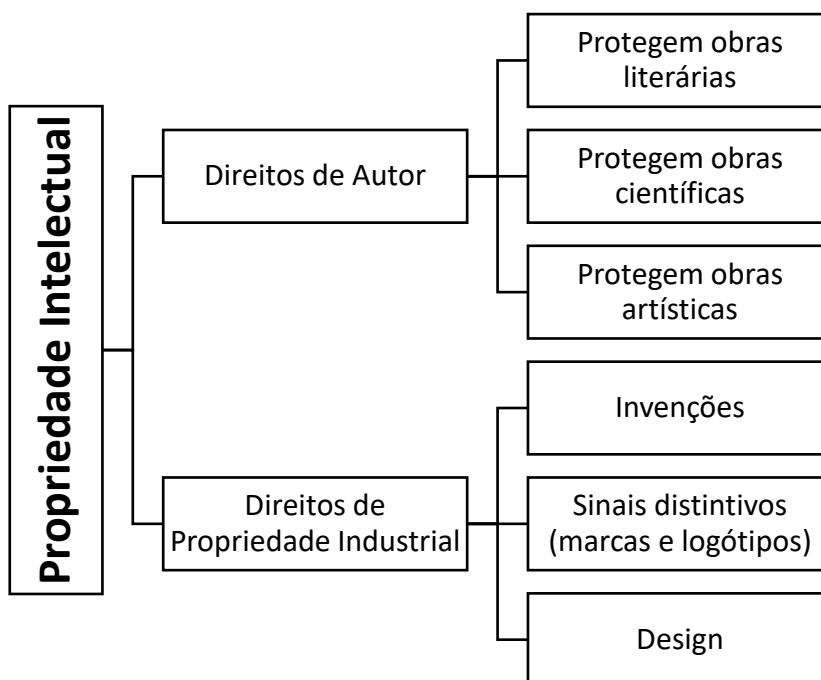 Propriedade Intelectual
Direitos de Autor
Protegem obras
literárias
Protegem obras
científicas
Protegem obras
artísticas
Direitos de
Propriedade Industrial
Invenções
Sinais distintivos
(marcas e logótipos)
Design